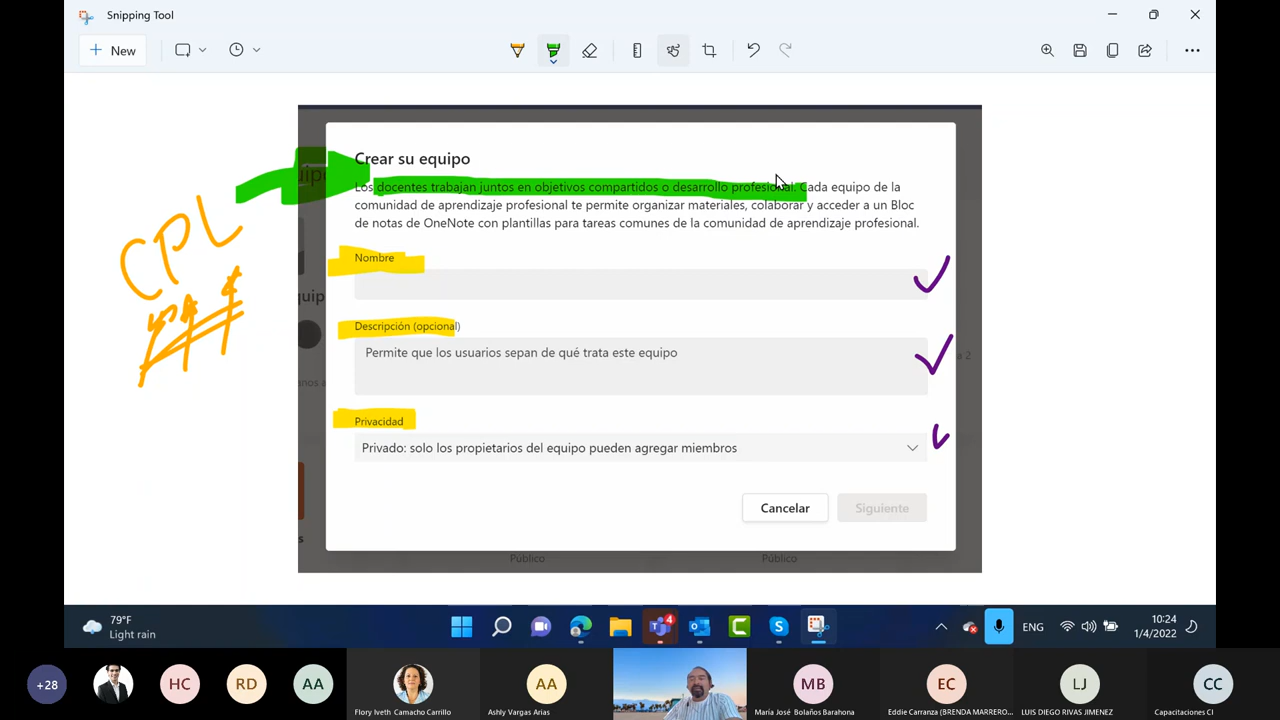 Snipping Tool
New
Crear su equipo
Los docentes trabajan juntos en objetivos compartidos o desarrollo profesional. Cada equipo de la
comunidad de aprendizaje profesional te permite organizar materiales, colaborar y acceder a un Bloc
de notas de OneNote con plantillas para tareas comunes de la comunidad de aprendizaje profesional.
CPL
Nombre
Descripción (opcional)
Permite que los usuarios sepan de qué trata este equipo
Privacidad
Privado: solo los propietarios del equipo pueden agregar miembros
Cancelar
Siguiente
Público
Público
79°F
Light rain
4
ENG
10:24
1/4/2022
+28
HC
RD
AA
Flory Iveth Camacho Carrillo
AA
Ashly Vargas Arias
MB
María José Bolaños Barahona
EC
Eddie Carranza (BRENDA MARRERO...
LJ
LUIS DIEGO RIVAS JIMENEZ
CC
Capacitaciones CI